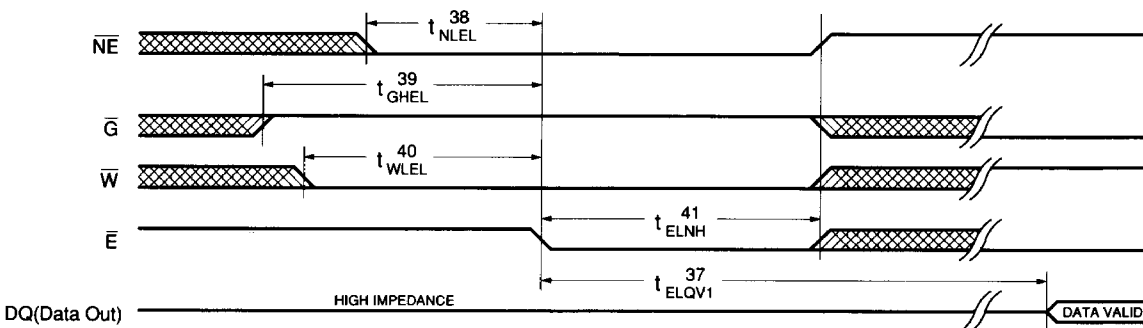 38
t NLEL
NE
39
t GHEL
G
40
t WLEL
W
41
t ELNH
E
37
t ELQV1
HIGH IMPEDANCE
DQ(Data Out)
DATA VALID